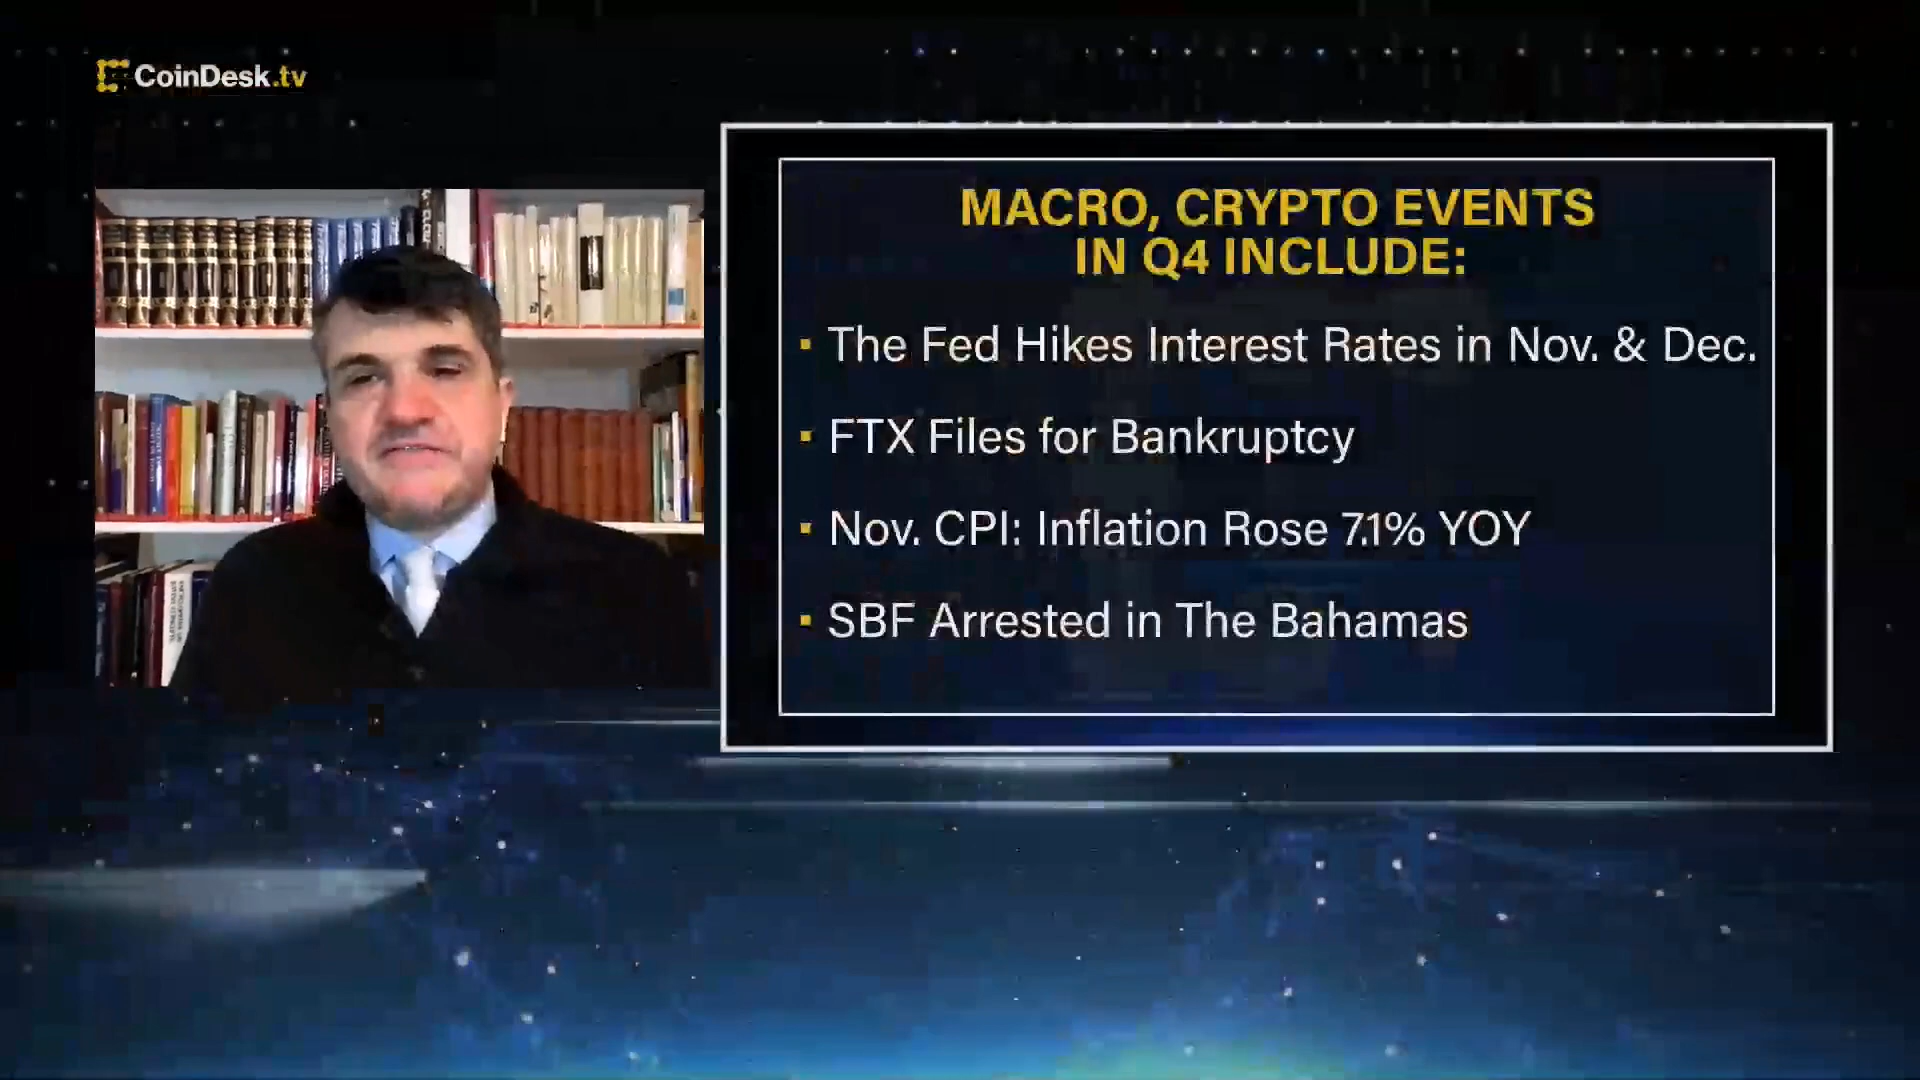 CoinDesk.tv
MACRO, CRYPTO EVENTS
IN Q4 INCLUDE:
The Fed Hikes Interest Rates in Nov. & Dec.
FTX Files for Bankruptcy
Nov. CPI: Inflation Rose 7.1% YOY
SBF Arrested in The Bahamas